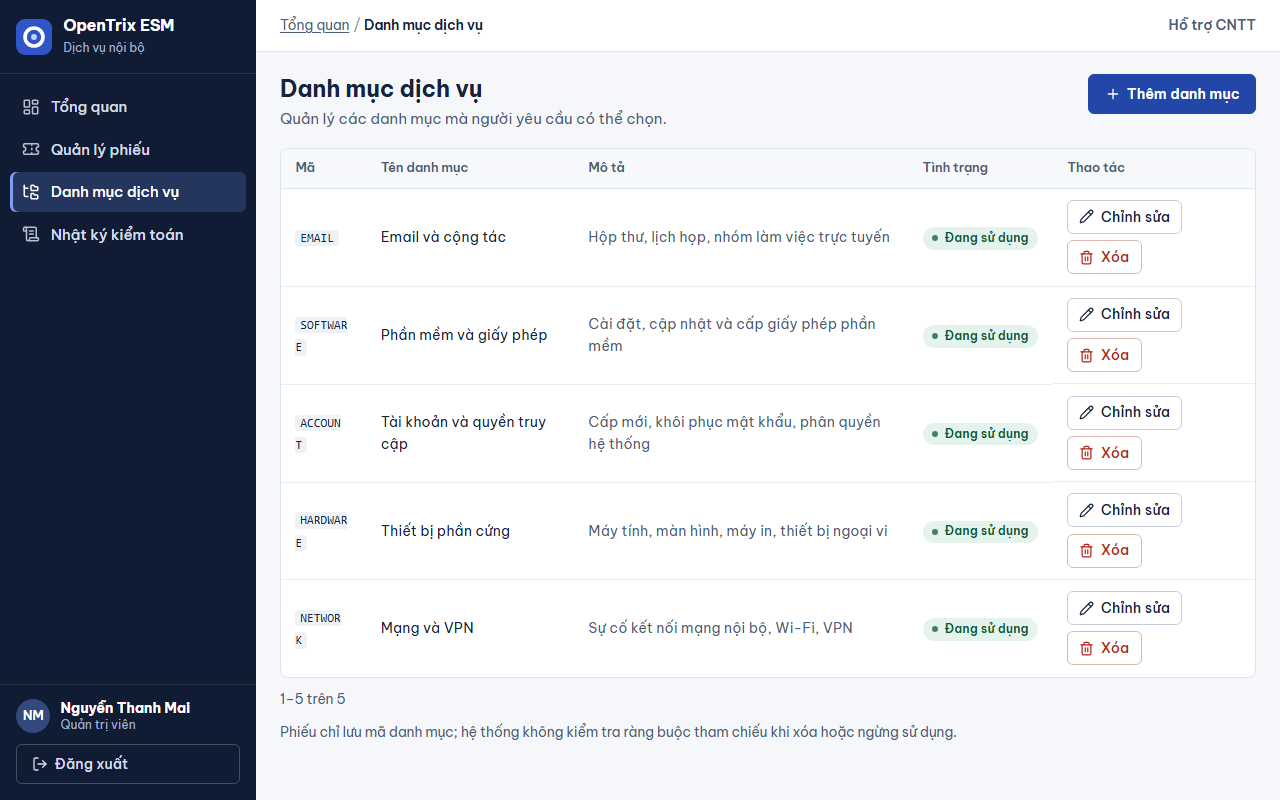 OpenTrix ESM
Dịch vụ nội bộ
Tổng quan
Quản lý phiếu
Danh mục dịch vụ
Nhật ký kiểm toán
Nguyễn Thanh Mai
NM
Quản trị viên
Đăng xuất
Tổng quan / Danh mục dịch vụ
Hỗ trợ CNTT
Danh mục dịch vụ
Quản lý các danh mục mà người yêu cầu có thể chọn.
+ Thêm danh mục
Mã Tên danh mục Mô tả Tình trạng Thao tác
EMAIL Email và cộng tác Hộp thư, lịch họp, nhóm làm việc trực tuyến Đang sử dụng Chỉnh sửa
Xóa
SOFTWAR Phần mềm và giấy phép Cài đặt, cập nhật và cấp giấy phép phần Đang sử dụng Chỉnh sửa
E mềm Xóa
ACCOUN Tài khoản và quyền truy Cấp mới, khôi phục mật khẩu, phân quyền Đang sử dụng Chỉnh sửa
T cập hệ thống Xóa
HARDWAR Thiết bị phần cứng Máy tính, màn hình, máy in, thiết bị ngoại vi Đang sử dụng Chỉnh sửa
E Xóa
NETWOR Mạng và VPN Sự cố kết nối mạng nội bộ, Wi-Fi, VPN Đang sử dụng Chỉnh sửa
K Xóa
1–5 trên 5
Phiếu chỉ lưu mã danh mục; hệ thống không kiểm tra ràng buộc tham chiếu khi xóa hoặc ngừng sử dụng.